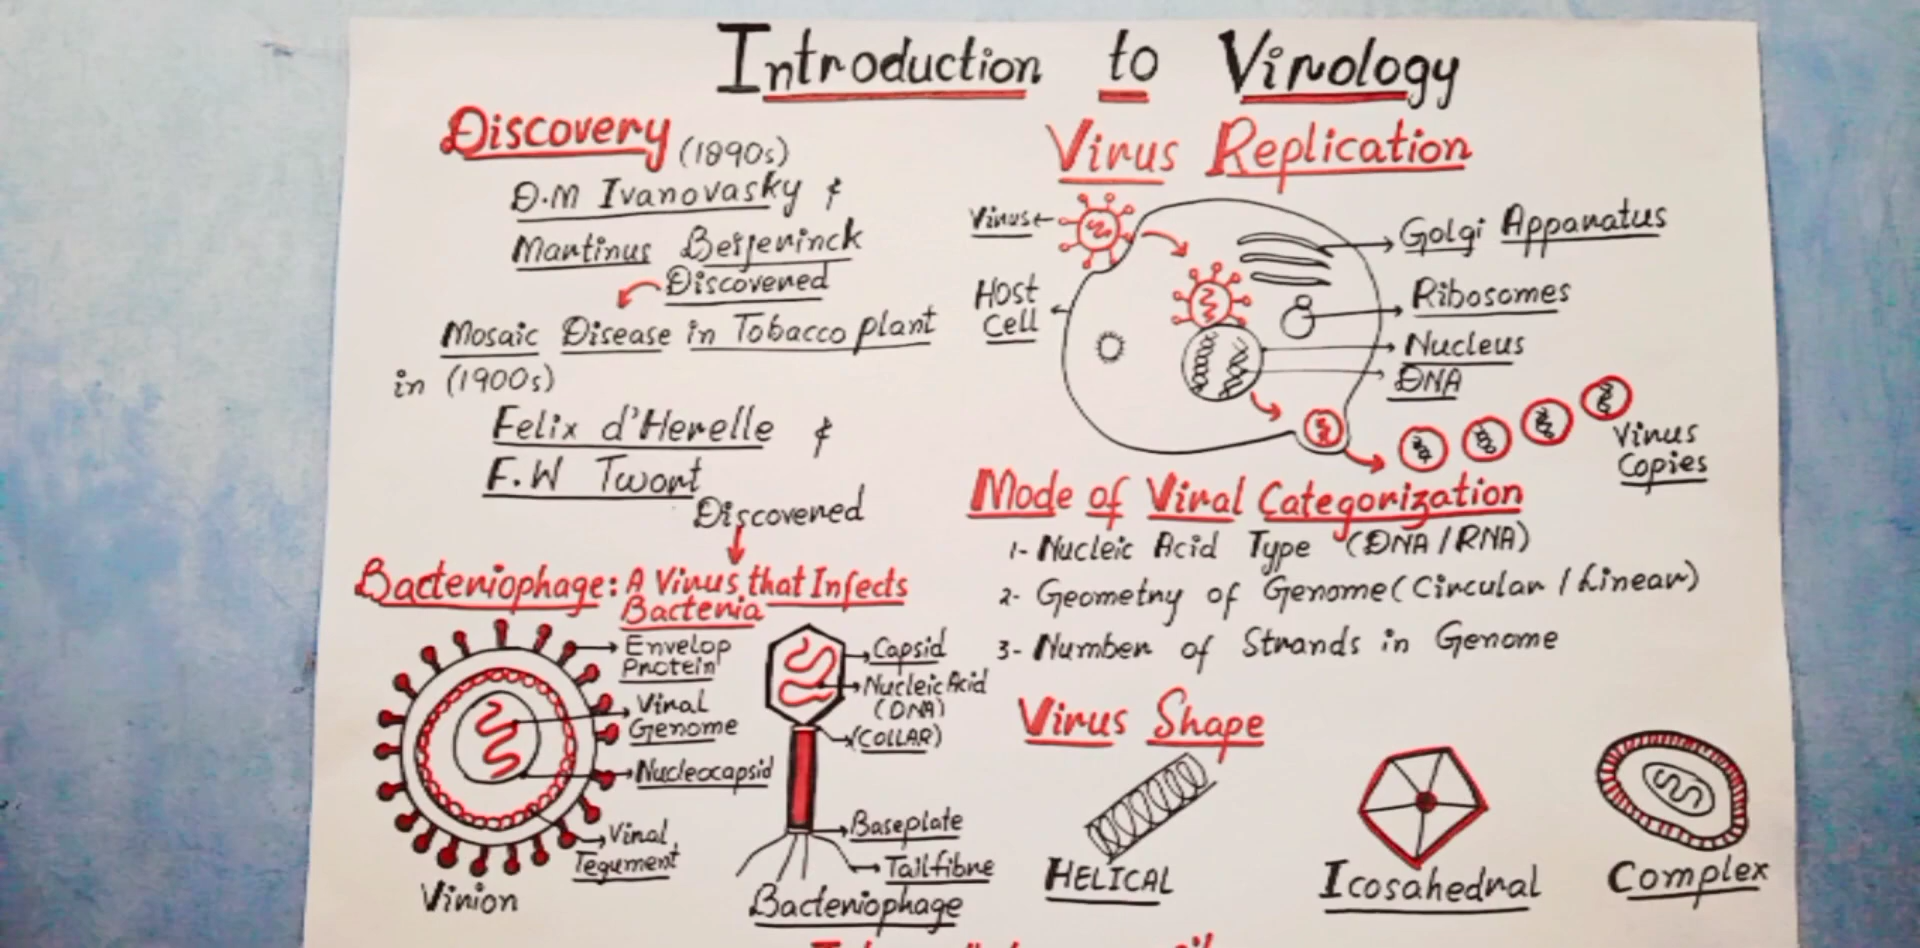 Introduction to Virology
Discovery (1890s)
D.M Ivanovasky &
Martinus Beijerinck
Discovered
Mosaic Disease in Tobacco plant
in (1900s)
Felix d'Herelle &
F.W Twort
Discovered
Bacteriophage: A Virus that Infects
Bacteria
Envelop
Protein
Viral
Genome
Nucleocapsid
Viral
Tegument
Virion
Capsid
Nucleic Acid
(DNA)
(COLLAR)
Baseplate
Tailfibre
Bacteriophage
Virus Replication
Virus
Host
Cell
Golgi Apparatus
Ribosomes
Nucleus
DNA
Virus
Copies
Mode of Viral Categorization
1- Nucleic Acid Type (DNA/RNA)
2- Geometry of Genome (Circular / Linear)
3- Number of Strands in Genome
Virus Shape
HELICAL
Icosahedral
Complex